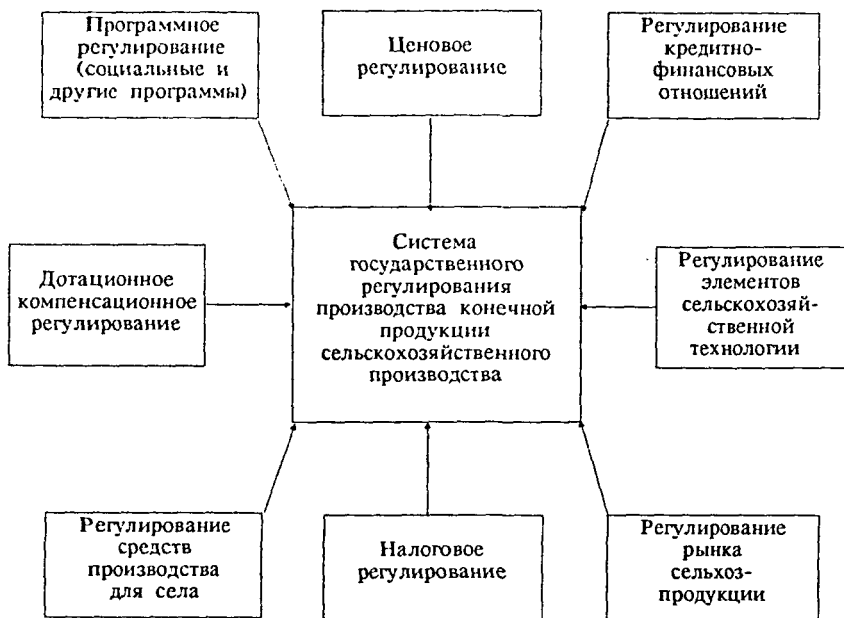 Программное
регулирование
(социальные и
другие программы)
Ценовое
регулирование
Регулирование
кредитно-
финансовых
отношений
Дотационное
компенсационное
регулирование
Система
государственного
регулирования
производства конечной
продукции
сельскохозяйственного
производства
Регулирование
элементов
сельскохозяй-
ственной
технологии
Регулирование
средств
производства
для села
Налоговое
регулирование
Регулирование
рынка
сельхоз-
продукции